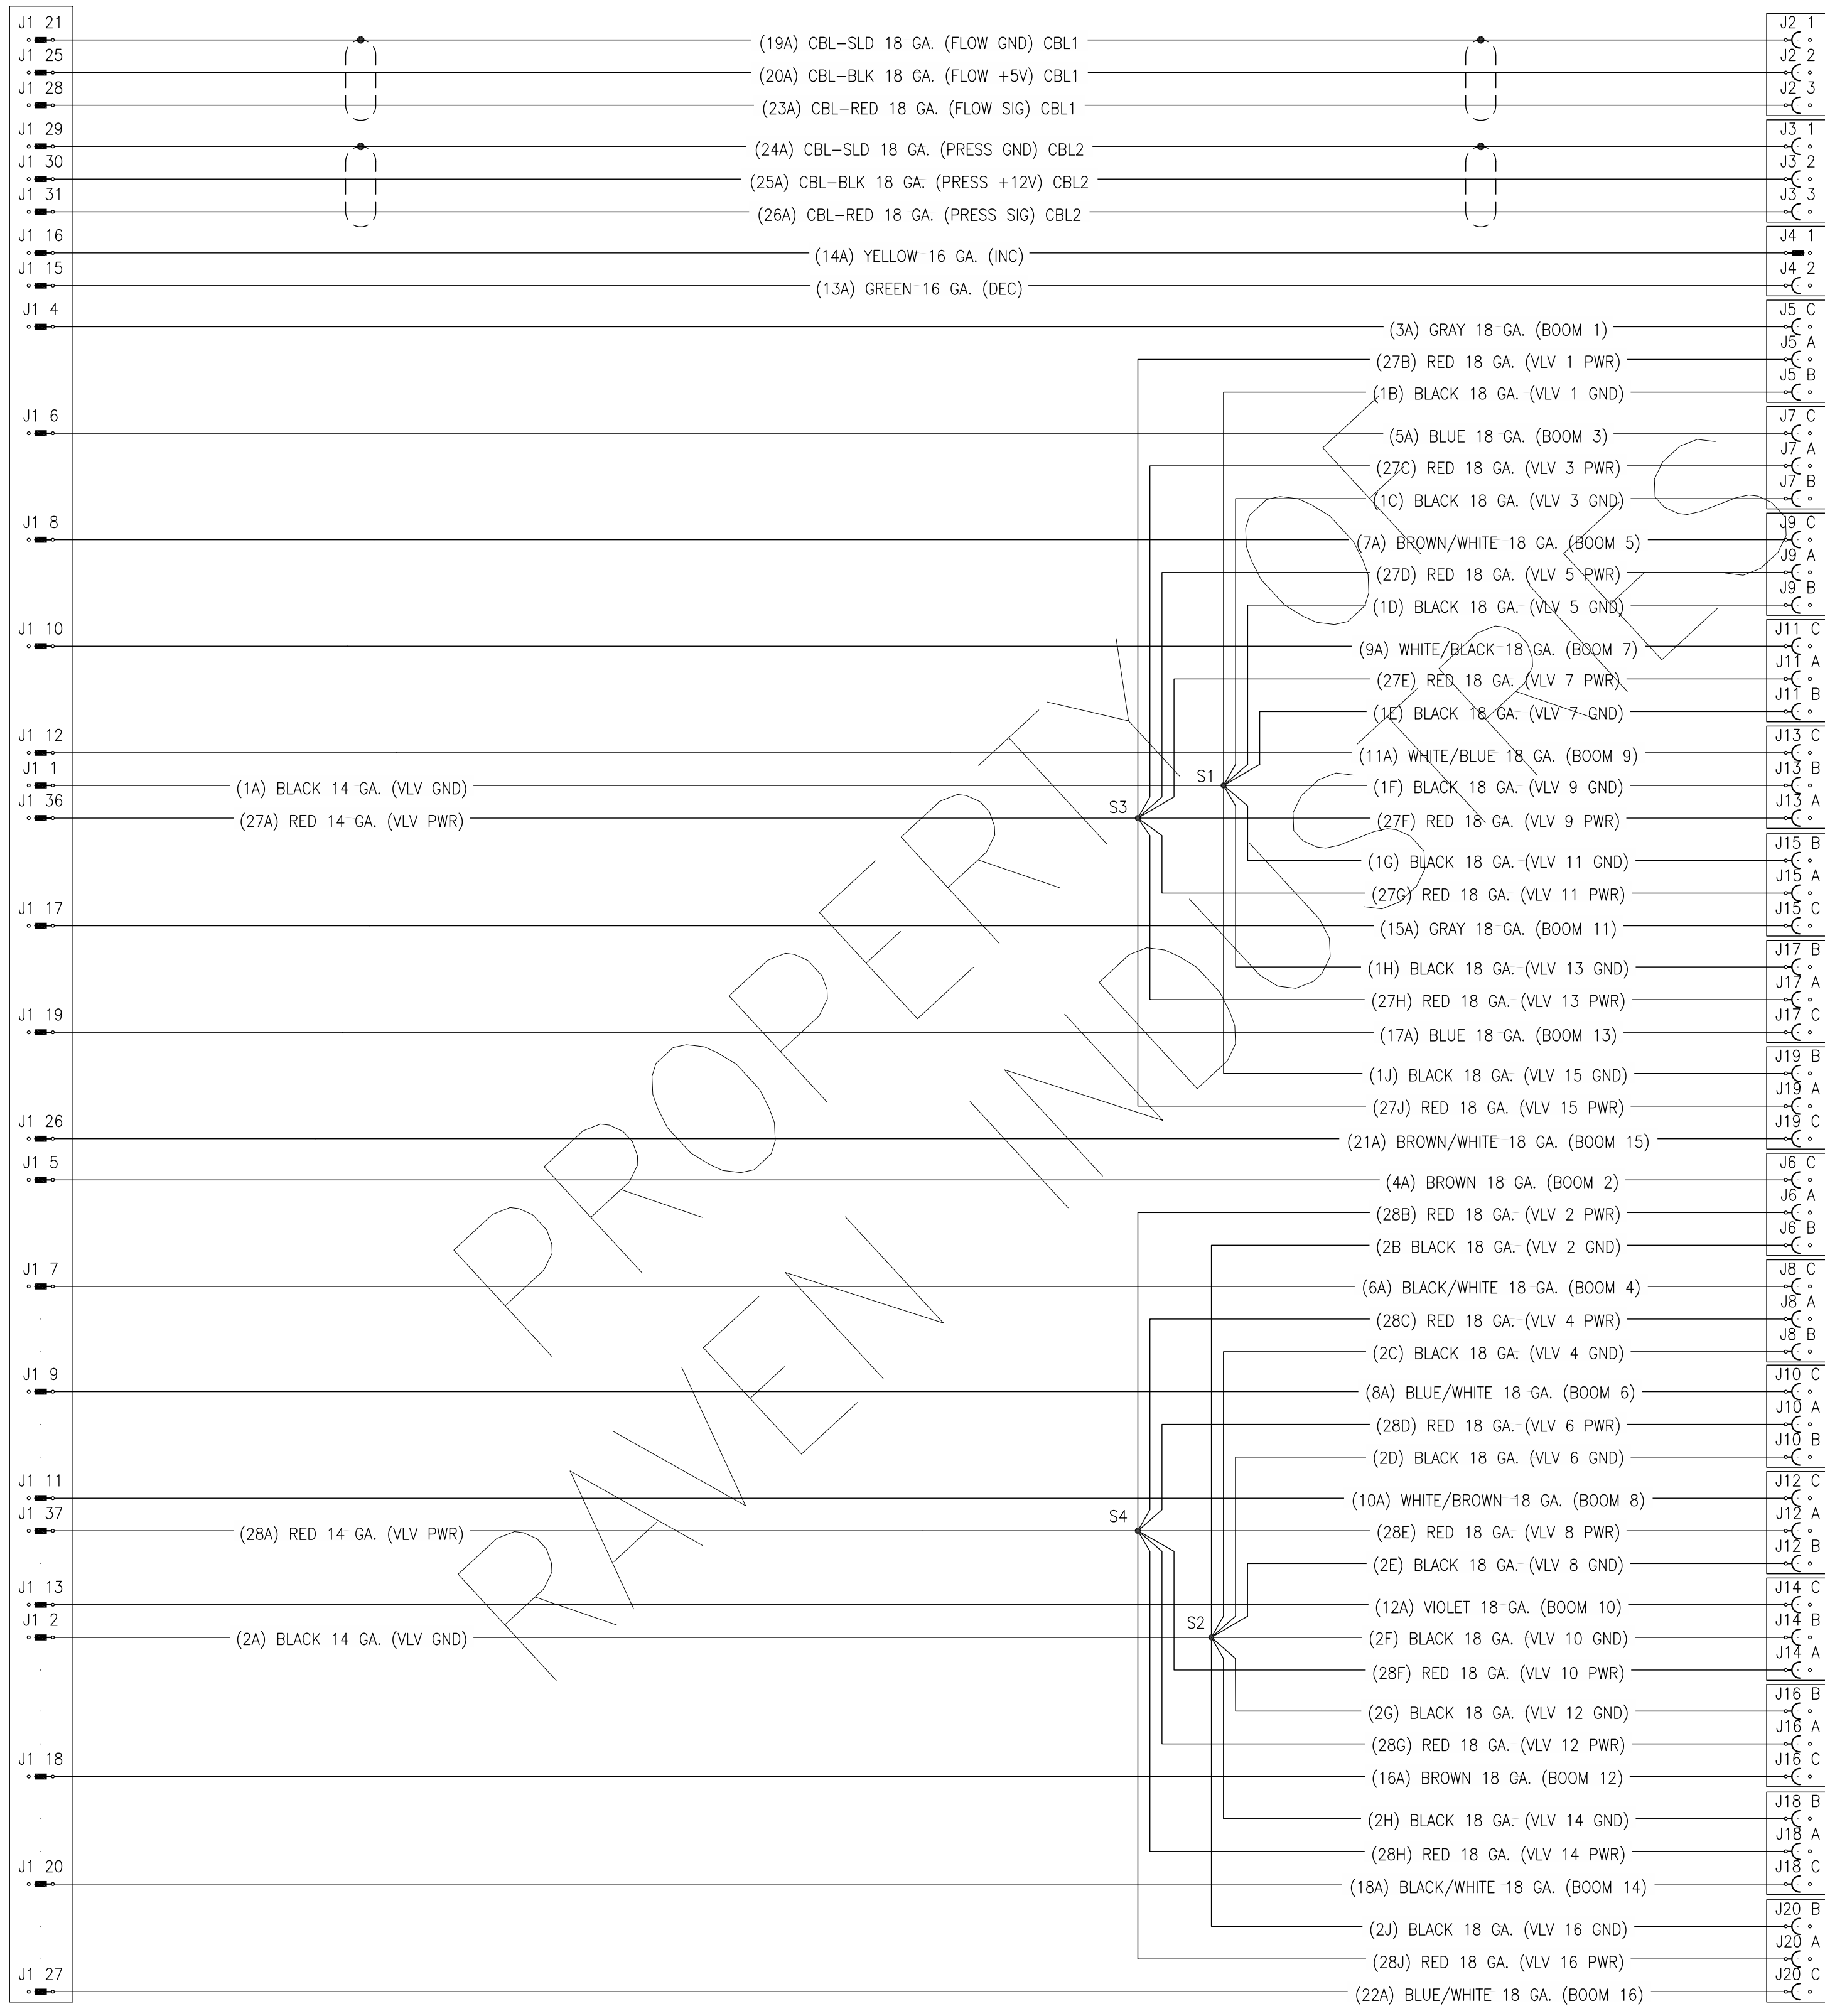 J1 21 (19A) CBL-SLD 18 GA. (FLOW GND) CBL1 J2 1
J1 25 (20A) CBL-BLK 18 GA. (FLOW +5V) CBL1 J2 2
J1 28 (23A) CBL-RED 18 GA. (FLOW SIG) CBL1 J2 3
J1 29 (24A) CBL-SLD 18 GA. (PRESS GND) CBL2 J3 1
J1 30 (25A) CBL-BLK 18 GA. (PRESS +12V) CBL2 J3 2
J1 31 (26A) CBL-RED 18 GA. (PRESS SIG) CBL2 J3 3
J1 16 (14A) YELLOW 16 GA. (INC) J4 1
J1 15 (13A) GREEN 16 GA. (DEC) J4 2
J1 4 (3A) GRAY 18 GA. (BOOM 1) J5 C
(27B) RED 18 GA. (VLV 1 PWR) J5 A
(1B) BLACK 18 GA. (VLV 1 GND) J5 B
J1 6 (5A) BLUE 18 GA. (BOOM 3) J7 C
(27C) RED 18 GA. (VLV 3 PWR) J7 A
(1C) BLACK 18 GA. (VLV 3 GND) J7 B
J1 8 (7A) BROWN/WHITE 18 GA. (BOOM 5) J9 C
(27D) RED 18 GA. (VLV 5 PWR) J9 A
(1D) BLACK 18 GA. (VLV 5 GND) J9 B
J1 10 (9A) WHITE/BLACK 18 GA. (BOOM 7) J11 C
(27E) RED 18 GA. (VLV 7 PWR) J11 A
(1E) BLACK 18 GA. (VLV 7 GND) J11 B
J1 12 (11A) WHITE/BLUE 18 GA. (BOOM 9) J13 C
J1 1 (1A) BLACK 14 GA. (VLV GND) S1 (1F) BLACK 18 GA. (VLV 9 GND) J13 B
J1 36 (27A) RED 14 GA. (VLV PWR) S3 (27F) RED 18 GA. (VLV 9 PWR) J13 A
(1G) BLACK 18 GA. (VLV 11 GND) J15 B
(27G) RED 18 GA. (VLV 11 PWR) J15 A
J1 17 (15A) GRAY 18 GA. (BOOM 11) J15 C
(1H) BLACK 18 GA. (VLV 13 GND) J17 B
(27H) RED 18 GA. (VLV 13 PWR) J17 A
J1 19 (17A) BLUE 18 GA. (BOOM 13) J17 C
(1J) BLACK 18 GA. (VLV 15 GND) J19 B
(27J) RED 18 GA. (VLV 15 PWR) J19 A
J1 26 (21A) BROWN/WHITE 18 GA. (BOOM 15) J19 C
J1 5 (4A) BROWN 18 GA. (BOOM 2) J6 C
(28B) RED 18 GA. (VLV 2 PWR) J6 A
(2B BLACK 18 GA. (VLV 2 GND) J6 B
J1 7 (6A) BLACK/WHITE 18 GA. (BOOM 4) J8 C
(28C) RED 18 GA. (VLV 4 PWR) J8 A
(2C) BLACK 18 GA. (VLV 4 GND) J8 B
J1 9 (8A) BLUE/WHITE 18 GA. (BOOM 6) J10 C
(28D) RED 18 GA. (VLV 6 PWR) J10 A
(2D) BLACK 18 GA. (VLV 6 GND) J10 B
J1 11 (10A) WHITE/BROWN 18 GA. (BOOM 8) J12 C
J1 37 (28A) RED 14 GA. (VLV PWR) S4 (28E) RED 18 GA. (VLV 8 PWR) J12 A
(2E) BLACK 18 GA. (VLV 8 GND) J12 B
J1 13 (12A) VIOLET 18 GA. (BOOM 10) J14 C
J1 2 (2A) BLACK 14 GA. (VLV GND) S2 (2F) BLACK 18 GA. (VLV 10 GND) J14 B
(28F) RED 18 GA. (VLV 10 PWR) J14 A
(2G) BLACK 18 GA. (VLV 12 GND) J16 B
(28G) RED 18 GA. (VLV 12 PWR) J16 A
J1 18 (16A) BROWN 18 GA. (BOOM 12) J16 C
(2H) BLACK 18 GA. (VLV 14 GND) J18 B
(28H) RED 18 GA. (VLV 14 PWR) J18 A
J1 20 (18A) BLACK/WHITE 18 GA. (BOOM 14) J18 C
(2J) BLACK 18 GA. (VLV 16 GND) J20 B
(28J) RED 18 GA. (VLV 16 PWR) J20 A
J1 27 (22A) BLUE/WHITE 18 GA. (BOOM 16) J20 C
PROPERTY OF
RAVEN INDUSTRIES